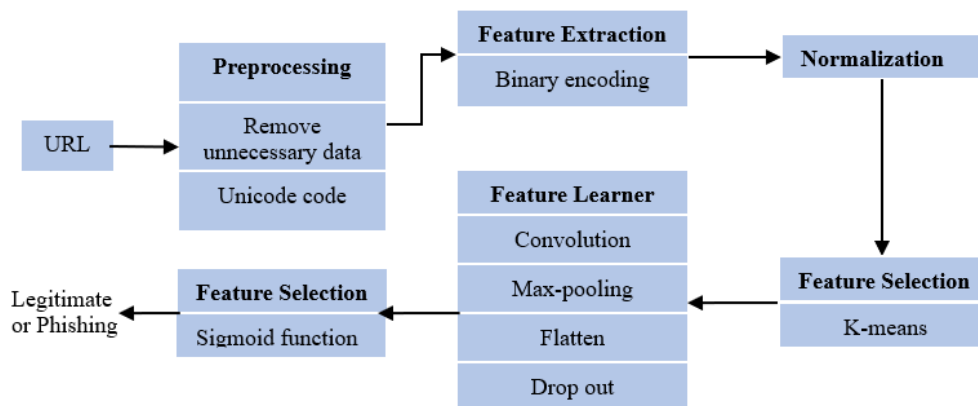 URL
Preprocessing
Remove
unnecessary data
Unicode code
Feature Extraction
Binary encoding
Normalization
Feature Selection
K-means
Feature Learner
Convolution
Max-pooling
Flatten
Drop out
Feature Selection
Sigmoid function
Legitimate
or Phishing